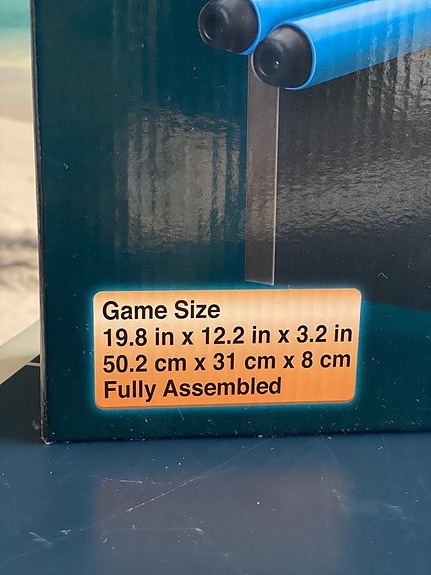 Game Size
19.8 in x 12.2 in x 3.2 in
50.2 cm x 31 cm x 8 cm
Fully Assembled